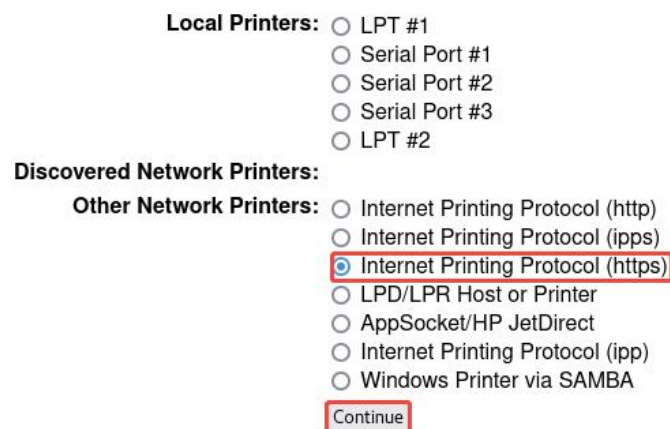 Local Printers: LPT #1
Serial Port #1
Serial Port #2
Serial Port #3
LPT #2
Discovered Network Printers:
Other Network Printers: Internet Printing Protocol (http)
Internet Printing Protocol (ipps)
Internet Printing Protocol (https)
LPD/LPR Host or Printer
AppSocket/HP JetDirect
Internet Printing Protocol (ipp)
Windows Printer via SAMBA
Continue